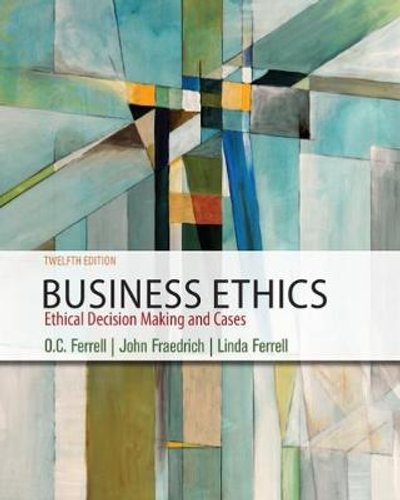 TWELFTH EDITION
BUSINESS ETHICS
Ethical Decision Making and Cases
O.C. Ferrell | John Fraedrich | Linda Ferrell